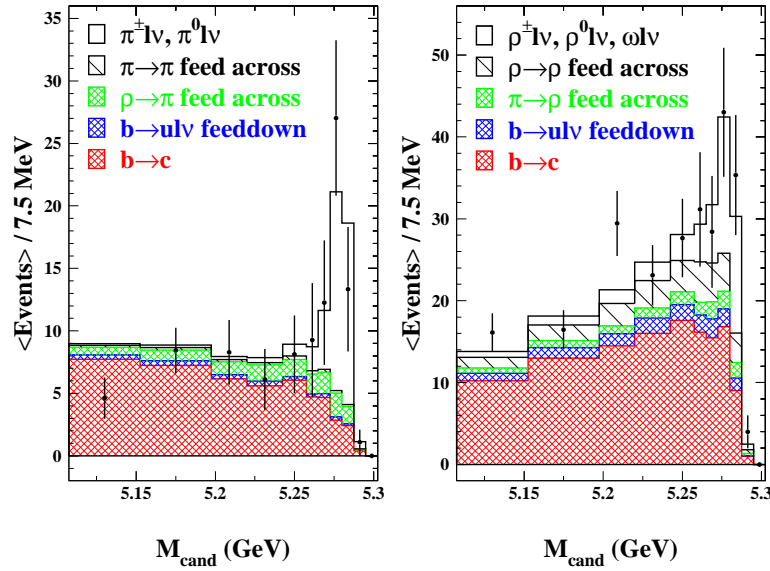 <Events> / 7.5 MeV
35
30
25
20
15
10
5
0
π±lν, π⁰lν
π→π feed across
ρ→π feed across
b→ulν feeddown
b→c
5.15
5.2
5.25
5.3
M_cand (GeV)
<Events> / 7.5 MeV
50
40
30
20
10
0
ρ±lν, ρ⁰lν, ωlν
ρ→ρ feed across
π→ρ feed across
b→ulν feeddown
b→c
5.15
5.2
5.25
5.3
M_cand (GeV)